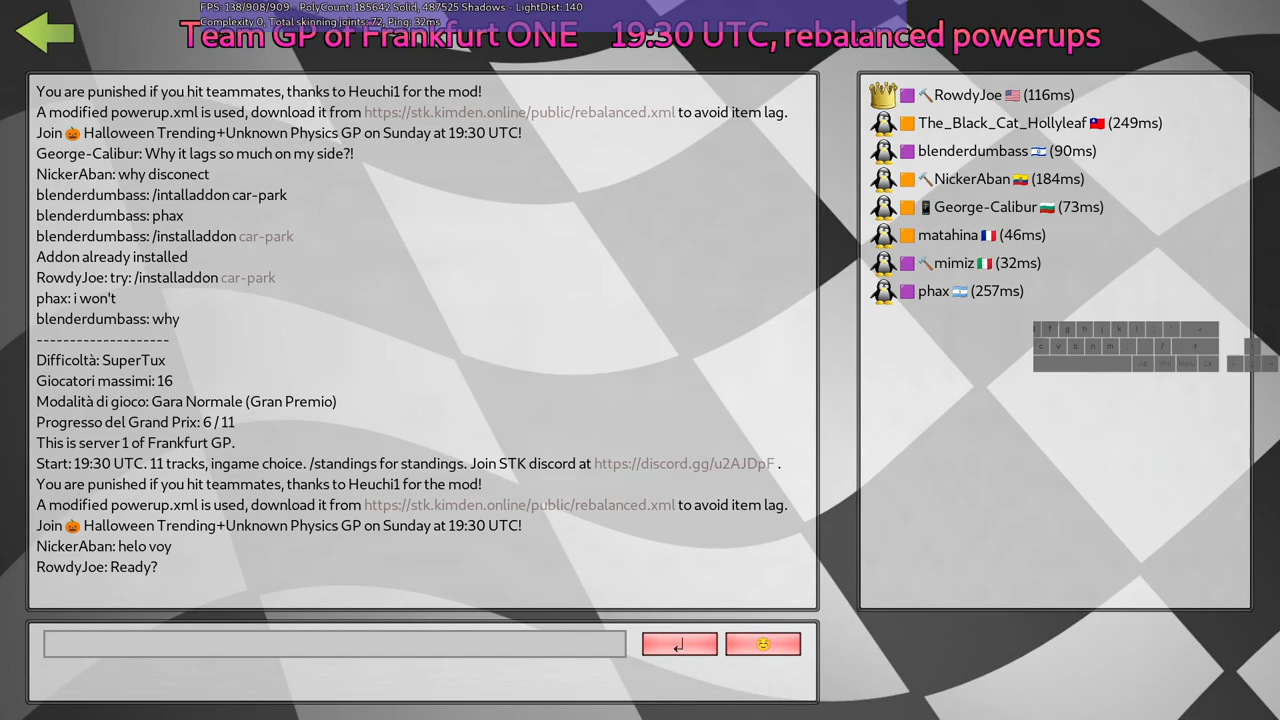 FPS: 138/908/909 - PolyCount: 185642 Solid, 487525 Shadows - LightDist: 140
Complexity 0, Total skinning joints: 72, Ping: 32ms
Team GP of Frankfurt ONE 19:30 UTC, rebalanced powerups
You are punished if you hit teammates, thanks to Heuchi1 for the mod!
A modified powerup.xml is used, download it from https://stk.kimden.online/public/rebalanced.xml to avoid item lag.
Join 🎃 Halloween Trending+Unknown Physics GP on Sunday at 19:30 UTC!
George-Calibur: Why it lags so much on my side?!
NickerAban: why disconect
blenderdumbass: /intalladdon car-park
blenderdumbass: phax
blenderdumbass: /installaddon car-park
Addon already installed
RowdyJoe: try: /installaddon car-park
phax: i won't
blenderdumbass: why
--------------------
Difficoltà: SuperTux
Giocatori massimi: 16
Modalità di gioco: Gara Normale (Gran Premio)
Progresso del Grand Prix: 6 / 11
This is server 1 of Frankfurt GP.
Start: 19:30 UTC. 11 tracks, ingame choice. /standings for standings. Join STK discord at https://discord.gg/u2AJDpF .
You are punished if you hit teammates, thanks to Heuchi1 for the mod!
A modified powerup.xml is used, download it from https://stk.kimden.online/public/rebalanced.xml to avoid item lag.
Join 🎃 Halloween Trending+Unknown Physics GP on Sunday at 19:30 UTC!
NickerAban: helo voy
RowdyJoe: Ready?
RowdyJoe 🇺🇸 (116ms)
The_Black_Cat_Hollyleaf 🇹🇼 (249ms)
blenderdumbass 🇮🇱 (90ms)
NickerAban 🇪🇨 (184ms)
George-Calibur 🇧🇬 (73ms)
matahina 🇫🇷 (46ms)
mimiz 🇮🇹 (32ms)
phax 🇦🇷 (257ms)
f g h j k l
c v b n m